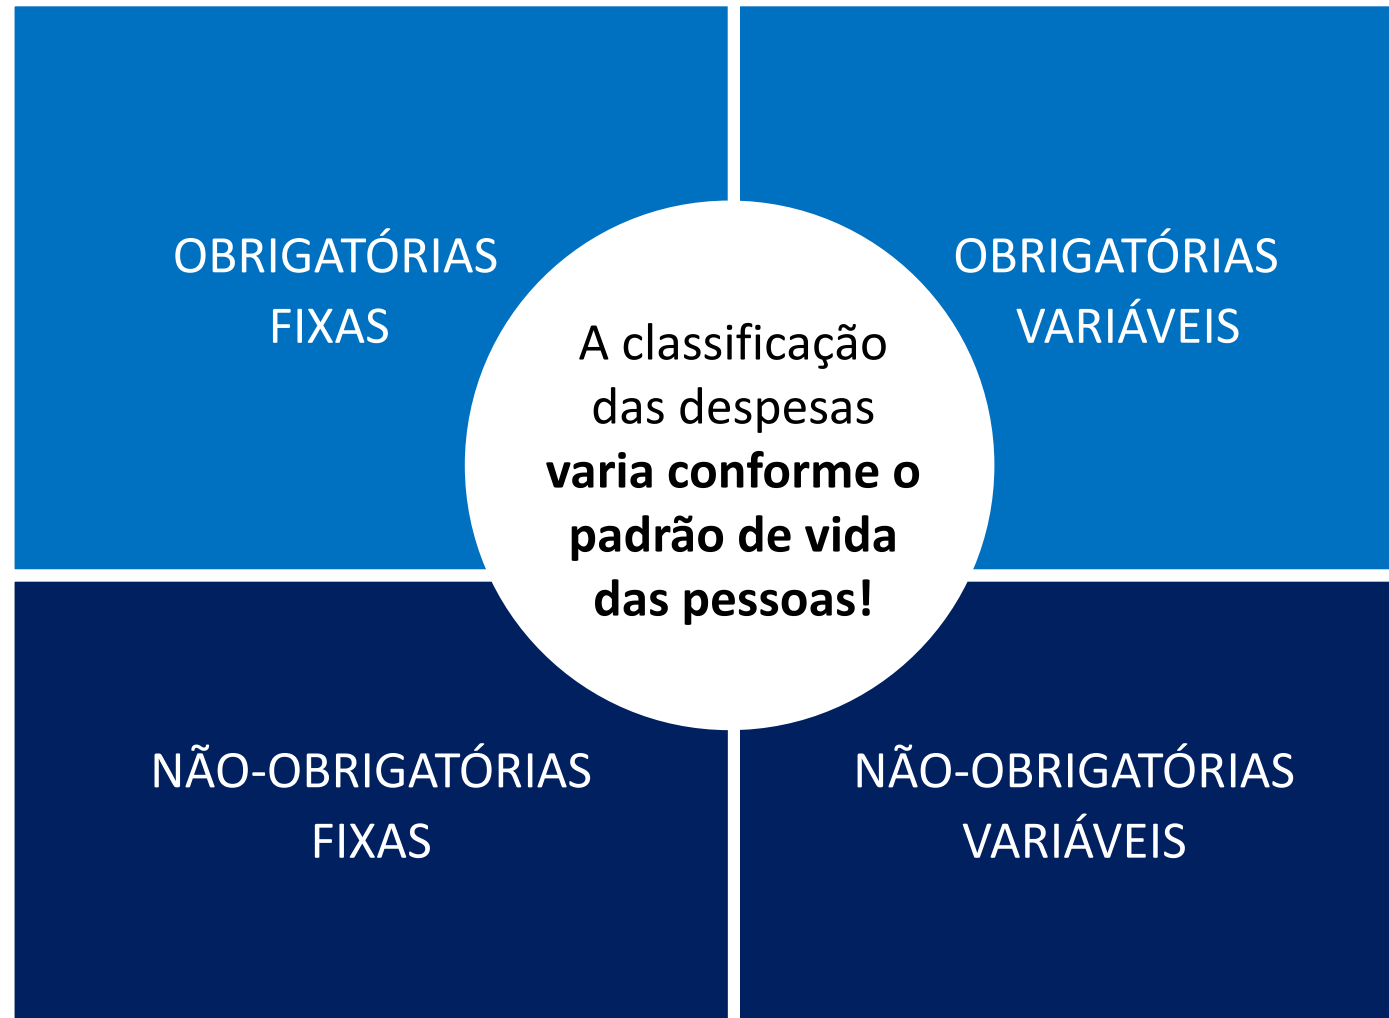 OBRIGATÓRIAS
FIXAS
OBRIGATÓRIAS
VARIÁVEIS
A classificação
das despesas
varia conforme o
padrão de vida
das pessoas!
NÃO-OBRIGATÓRIAS
FIXAS
NÃO-OBRIGATÓRIAS
VARIÁVEIS